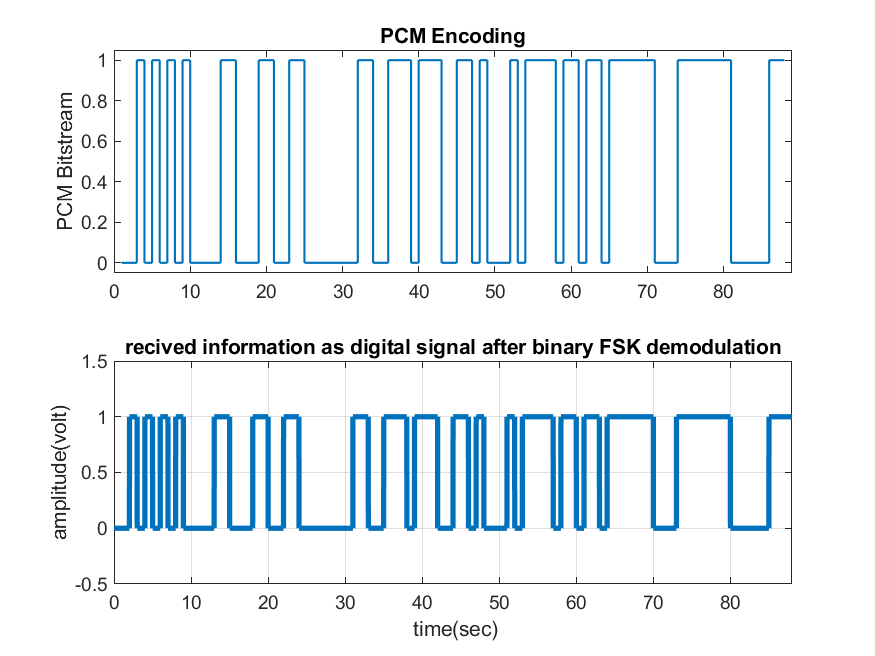 PCM Encoding
1
0.8
0.6
0.4
0.2
0
PCM Bitstream
0 10 20 30 40 50 60 70 80
recived information as digital signal after binary FSK demodulation
1.5
1
0.5
0
-0.5
amplitude(volt)
0 10 20 30 40 50 60 70 80
time(sec)